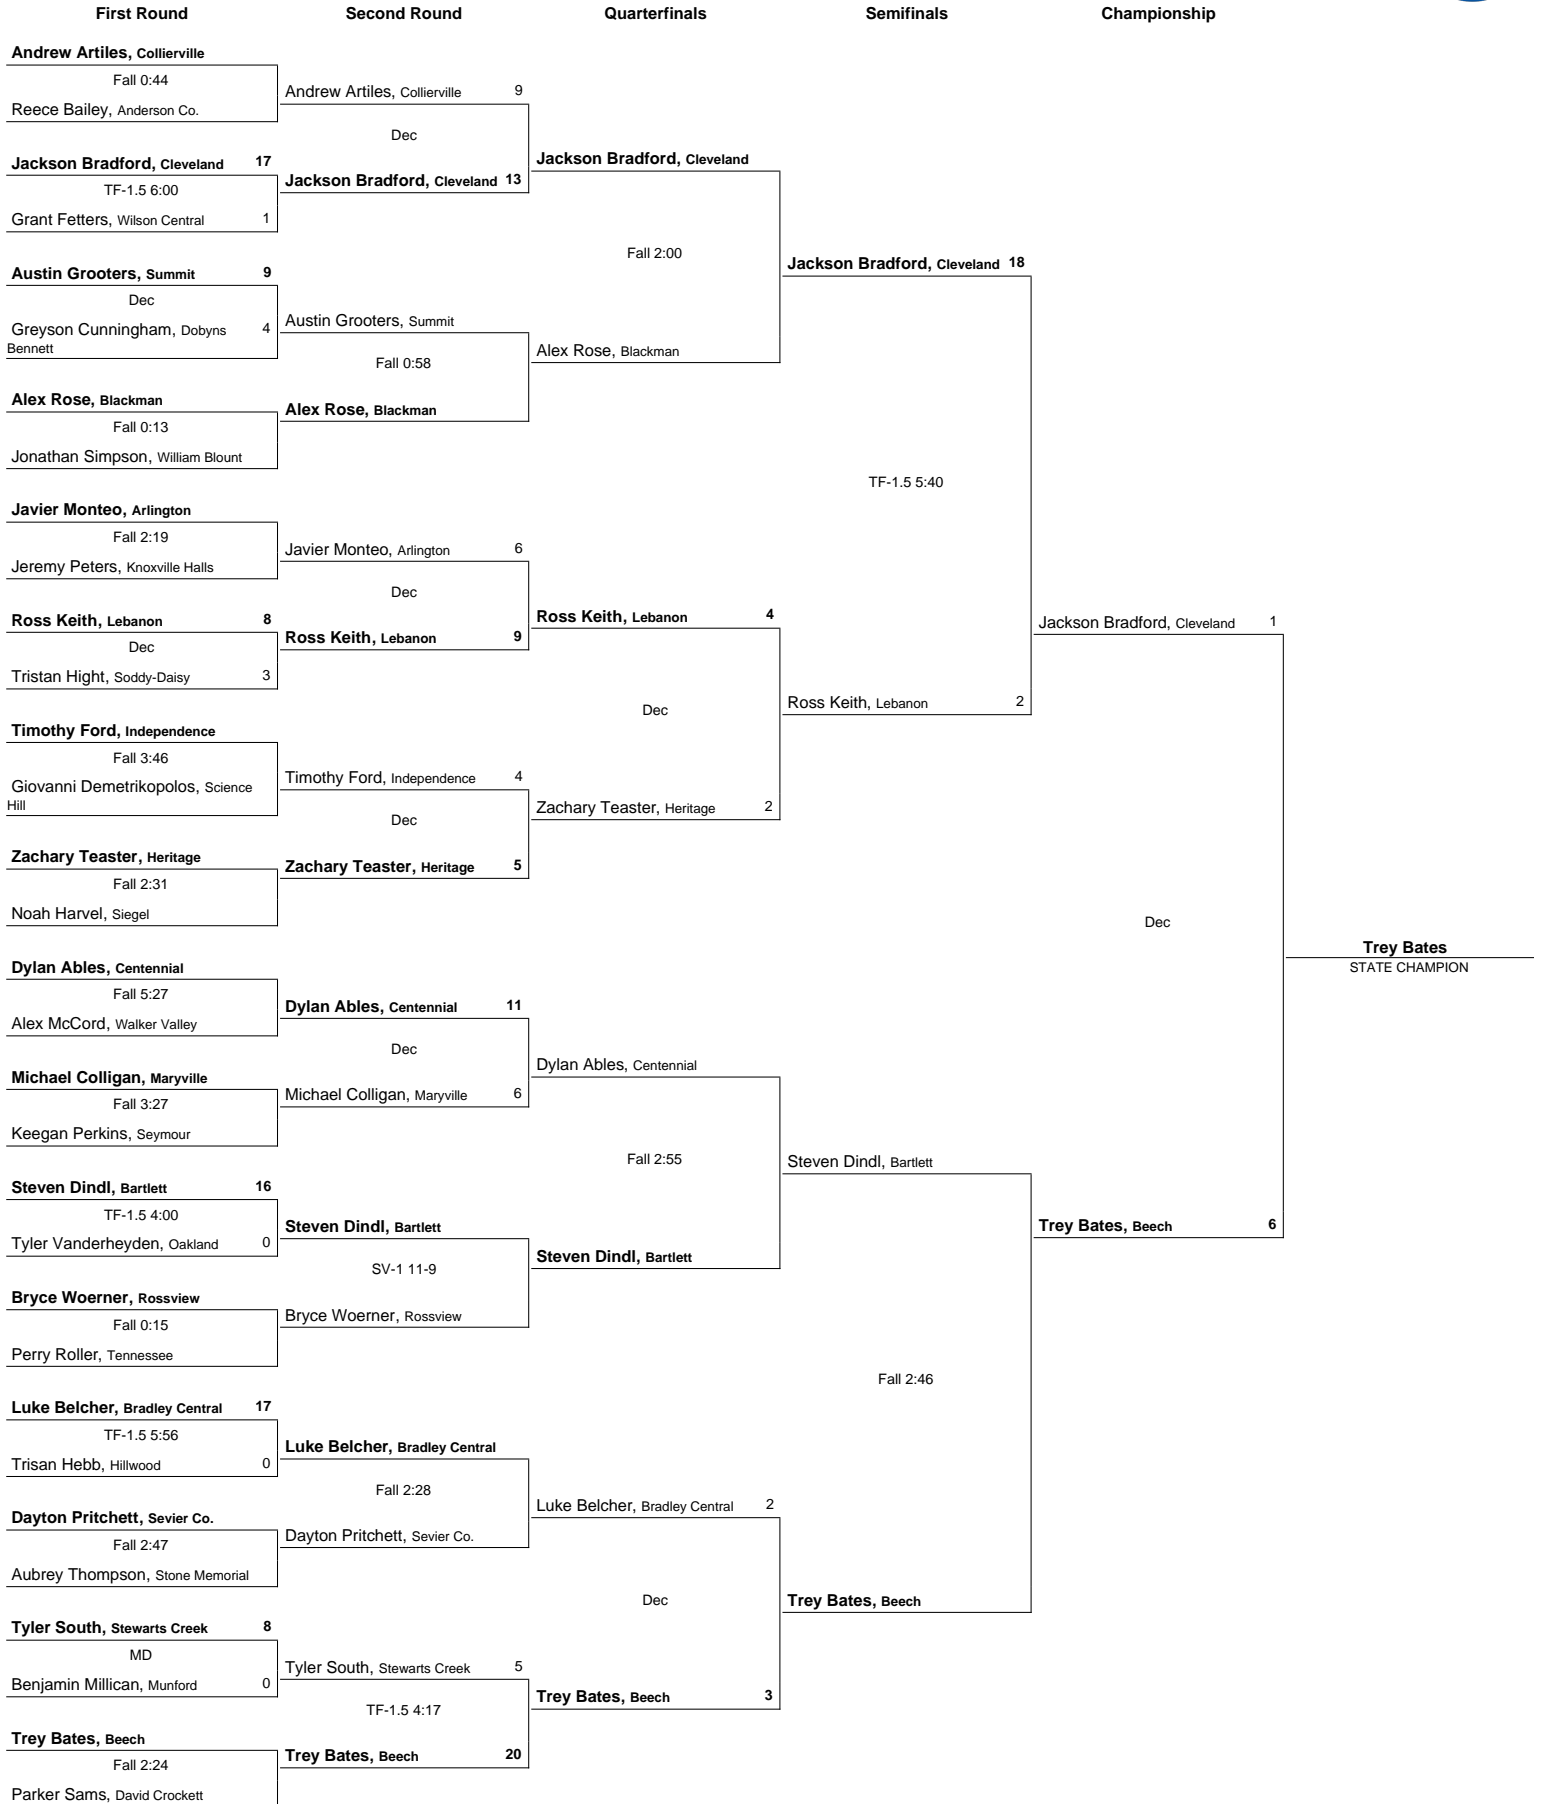 First Round Second Round Quarterfinals Semifinals Championship
Andrew Artiles, Collierville
Fall 0:44
Reece Bailey, Anderson Co.
Jackson Bradford, Cleveland 17
TF-1.5 6:00
Grant Fetters, Wilson Central 1
Austin Grooters, Summit 9
Dec
Greyson Cunningham, Dobyns 4
Bennett
Alex Rose, Blackman
Fall 0:13
Jonathan Simpson, William Blount
Javier Monteo, Arlington
Fall 2:19
Jeremy Peters, Knoxville Halls
Ross Keith, Lebanon 8
Dec
Tristan Hight, Soddy-Daisy 3
Timothy Ford, Independence
Fall 3:46
Giovanni Demetrikopolos, Science
Hill
Zachary Teaster, Heritage
Fall 2:31
Noah Harvel, Siegel
Dylan Ables, Centennial
Fall 5:27
Alex McCord, Walker Valley
Michael Colligan, Maryville
Fall 3:27
Keegan Perkins, Seymour
Steven Dindl, Bartlett 16
TF-1.5 4:00
Tyler Vanderheyden, Oakland 0
Bryce Woerner, Rossview
Fall 0:15
Perry Roller, Tennessee
Luke Belcher, Bradley Central 17
TF-1.5 5:56
Trisan Hebb, Hillwood 0
Dayton Pritchett, Sevier Co.
Fall 2:47
Aubrey Thompson, Stone Memorial
Tyler South, Stewarts Creek 8
MD
Benjamin Millican, Munford 0
Trey Bates, Beech
Fall 2:24
Parker Sams, David Crockett
Andrew Artiles, Collierville 9
Dec
Jackson Bradford, Cleveland 13
Austin Grooters, Summit
Fall 0:58
Alex Rose, Blackman
Javier Monteo, Arlington 6
Dec
Ross Keith, Lebanon 9
Timothy Ford, Independence 4
Dec
Zachary Teaster, Heritage 5
Dylan Ables, Centennial 11
Dec
Michael Colligan, Maryville 6
Steven Dindl, Bartlett
SV-1 11-9
Bryce Woerner, Rossview
Luke Belcher, Bradley Central
Fall 2:28
Dayton Pritchett, Sevier Co.
Tyler South, Stewarts Creek 5
TF-1.5 4:17
Trey Bates, Beech 20
Jackson Bradford, Cleveland
Fall 2:00
Alex Rose, Blackman
Ross Keith, Lebanon 4
Dec
Zachary Teaster, Heritage 2
Dylan Ables, Centennial
Fall 2:55
Steven Dindl, Bartlett
Luke Belcher, Bradley Central 2
Dec
Trey Bates, Beech 3
Jackson Bradford, Cleveland 18
TF-1.5 5:40
Ross Keith, Lebanon 2
Steven Dindl, Bartlett
Fall 2:46
Trey Bates, Beech
Jackson Bradford, Cleveland 1
Dec
Trey Bates, Beech 6
Trey Bates
STATE CHAMPION